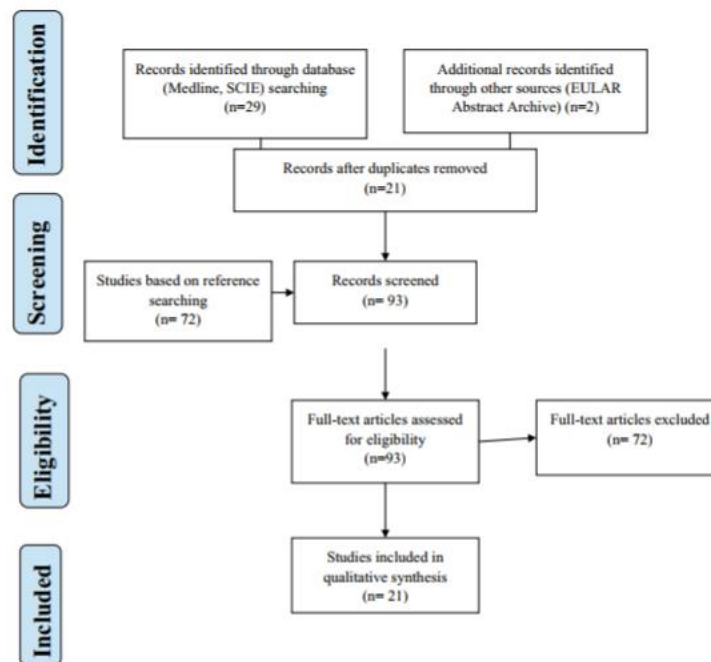 Identification
Records identified through database
(Medline, SCIE) searching
(n=29)
Additional records identified
through other sources (EULAR
Abstract Archive) (n=2)
Records after duplicates removed
(n=21)
Screening
Studies based on reference
searching
(n= 72)
Records screened
(n= 93)
Eligibility
Full-text articles assessed
for eligibility
(n=93)
Full-text articles excluded
(n= 72)
Included
Studies included in
qualitative synthesis
(n= 21)